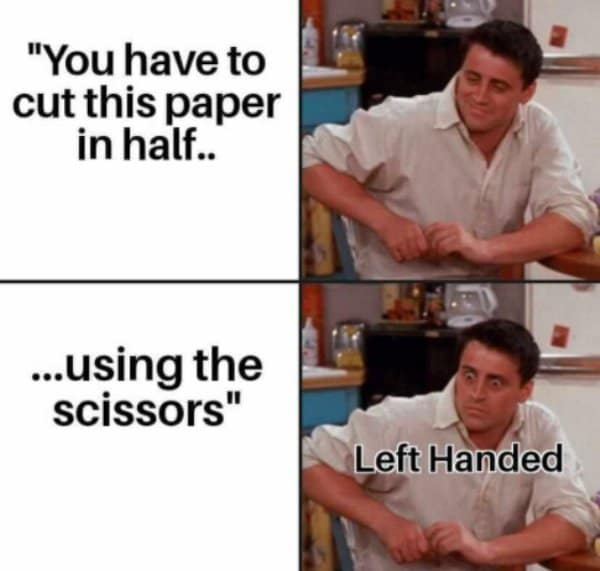 "You have to
cut this paper
in half..
...using the
scissors"
Left Handed